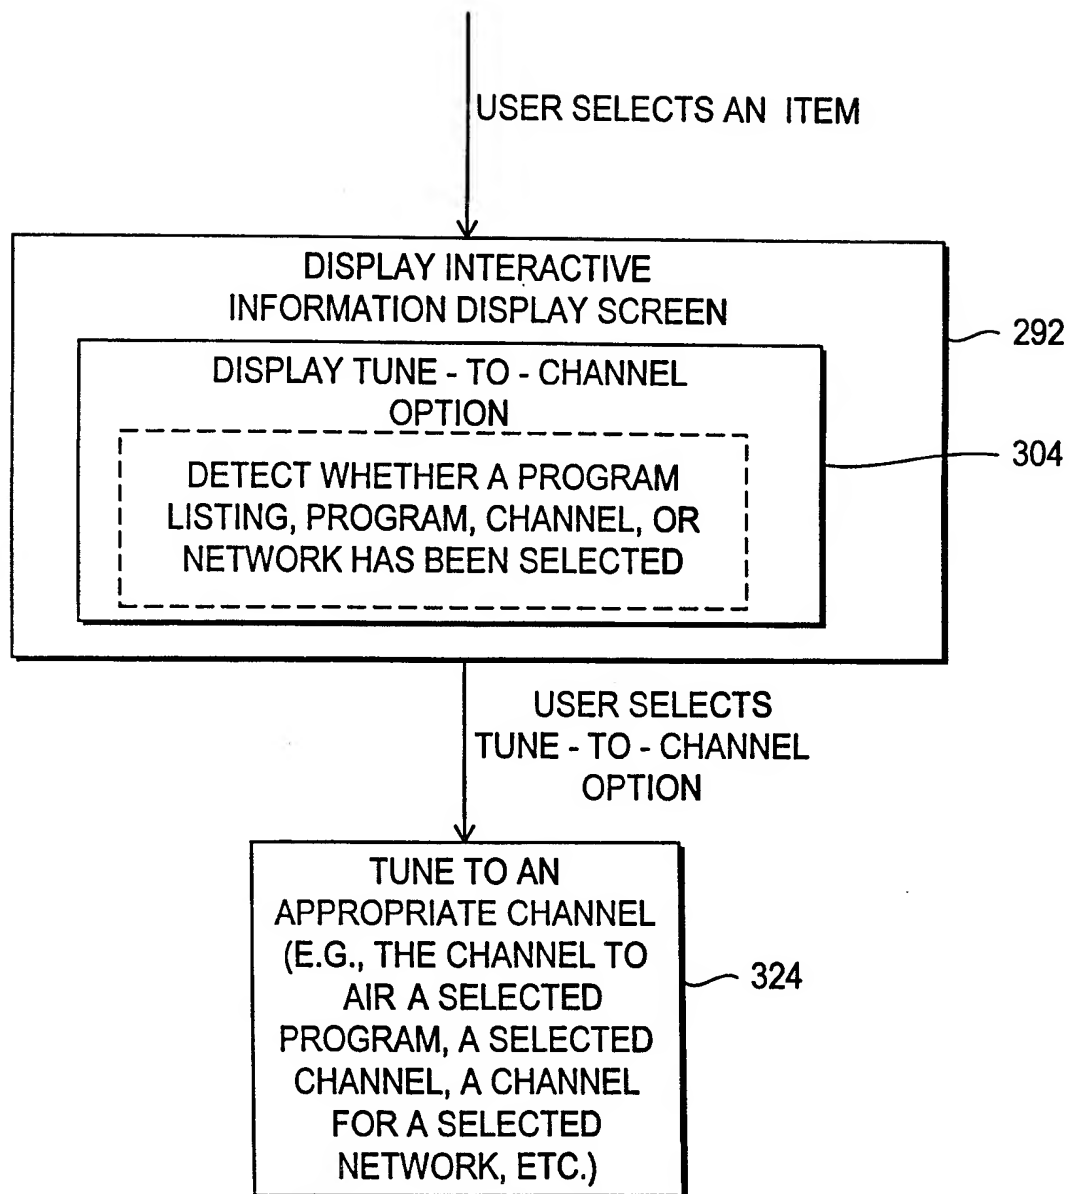 USER SELECTS AN ITEM
DISPLAY INTERACTIVE
INFORMATION DISPLAY SCREEN
292
DISPLAY TUNE - TO - CHANNEL
OPTION
304
DETECT WHETHER A PROGRAM
LISTING, PROGRAM, CHANNEL, OR
NETWORK HAS BEEN SELECTED
USER SELECTS
TUNE - TO - CHANNEL
OPTION
TUNE TO AN
APPROPRIATE CHANNEL
(E.G., THE CHANNEL TO
AIR A SELECTED
PROGRAM, A SELECTED
CHANNEL, A CHANNEL
FOR A SELECTED
NETWORK, ETC.)
324